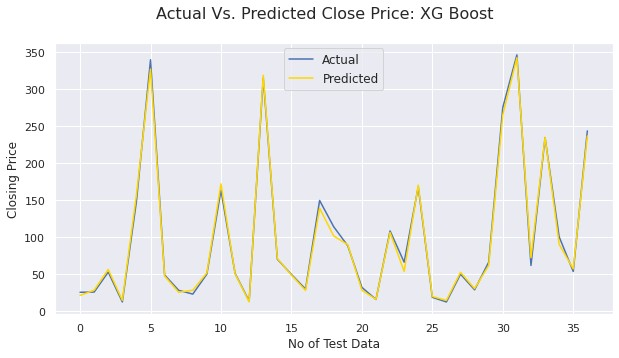 Actual Vs. Predicted Close Price: XG Boost
350
300
250
200
150
100
50
0
Closing Price
Actual
Predicted
0 5 10 15 20 25 30 35
No of Test Data